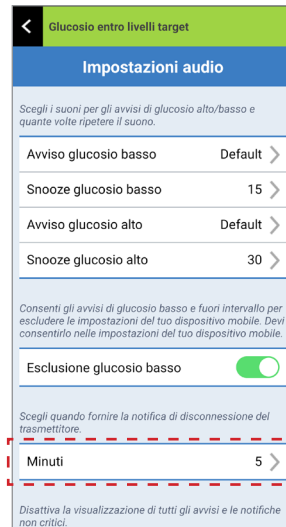 Glucosio entro livelli target
Impostazioni audio
Scegli i suoni per gli avvisi di glucosio alto/basso e
quante volte ripetere il suono.
Avviso glucosio basso Default
Snooze glucosio basso 15
Avviso glucosio alto Default
Snooze glucosio alto 30
Consenti gli avvisi di glucosio basso e fuori intervallo per
escludere le impostazioni del tuo dispositivo mobile. Devi
consentirlo nelle impostazioni del tuo dispositivo mobile.
Esclusione glucosio basso
Scegli quando fornire la notifica di disconnessione del
trasmettitore.
Minuti 5
Disattiva la visualizzazione di tutti gli avvisi e le notifiche
non critici.